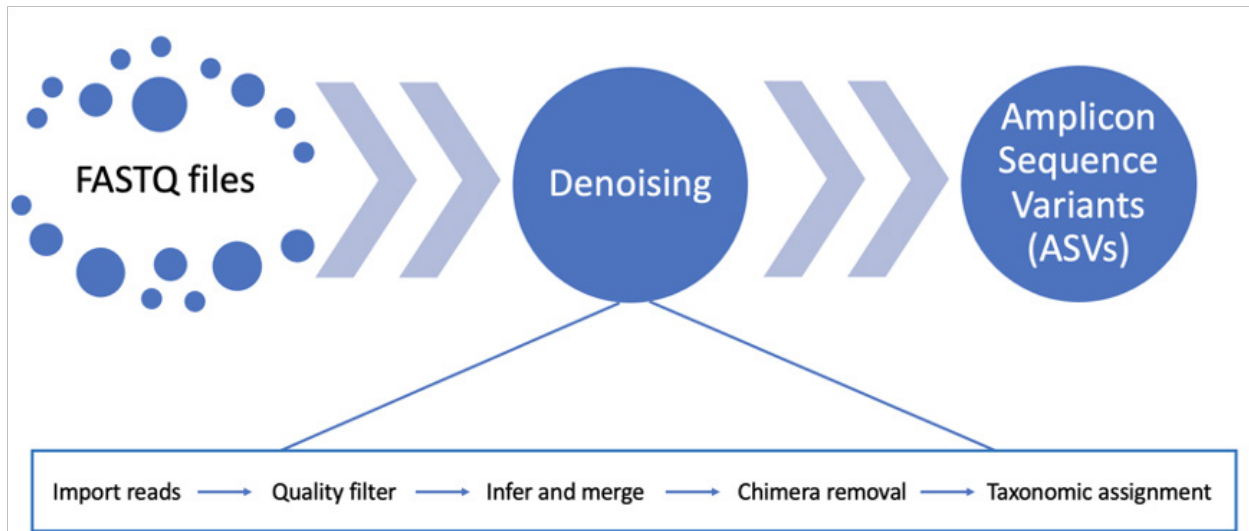 FASTQ files
Denoising
Amplicon
Sequence
Variants
(ASVs)
Import reads Quality filter Infer and merge Chimera removal Taxonomic assignment